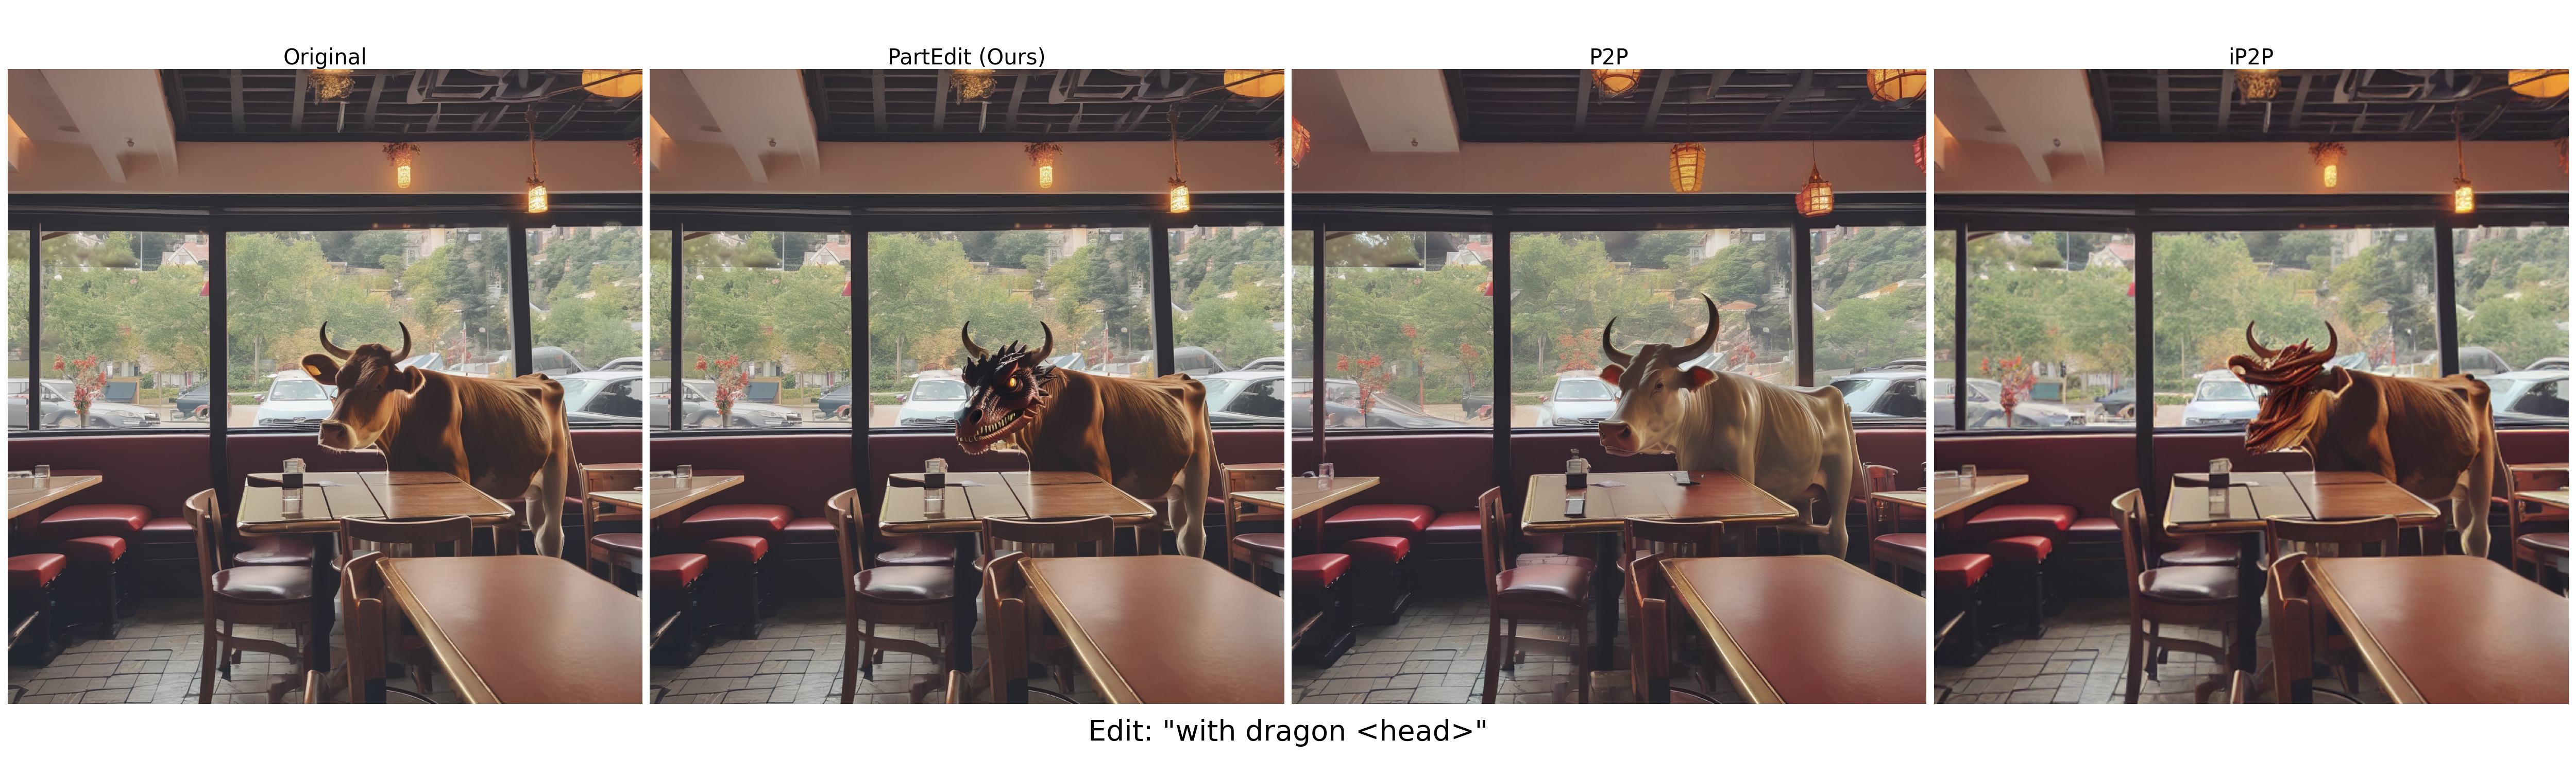 Original
PartEdit (Ours)
P2P
iP2P
Edit: "with dragon <head>"